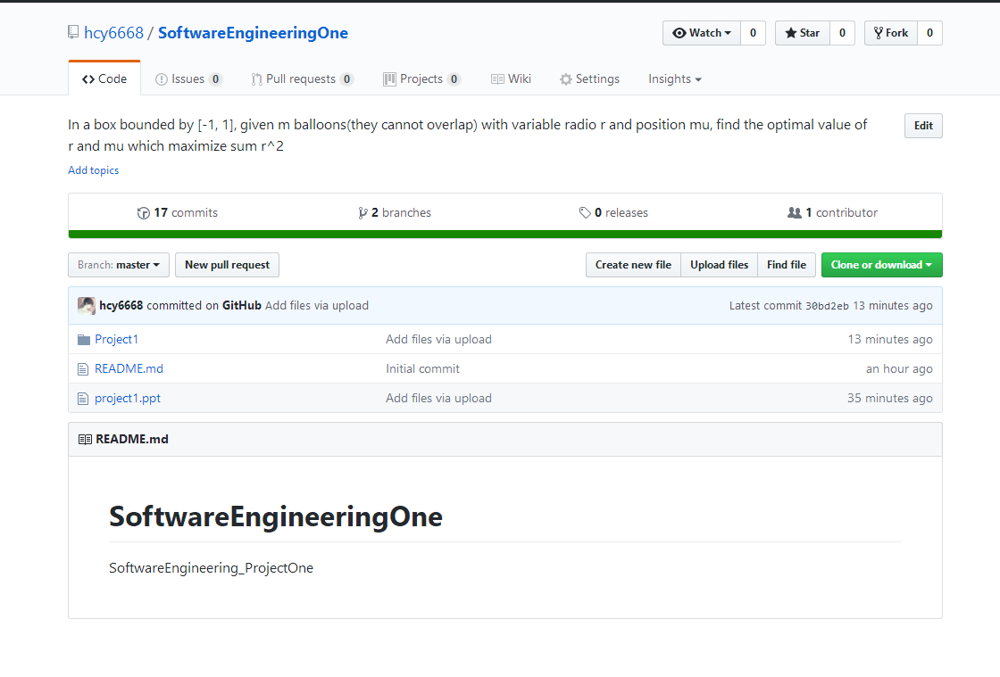 hcy6668 / SoftwareEngineeringOne
Watch 0 Star 0 Fork 0
Code Issues 0 Pull requests 0 Projects 0 Wiki Settings Insights
In a box bounded by [-1, 1], given m balloons(they cannot overlap) with variable radio r and position mu, find the optimal value of
r and mu which maximize sum r^2
Edit
Add topics
17 commits 2 branches 0 releases 1 contributor
Branch: master New pull request Create new file Upload files Find file Clone or download
hcy6668 committed on GitHub Add files via upload Latest commit 30bd2eb 13 minutes ago
Project1 Add files via upload 13 minutes ago
README.md Initial commit an hour ago
project1.ppt Add files via upload 35 minutes ago
README.md
SoftwareEngineeringOne
SoftwareEngineering_ProjectOne